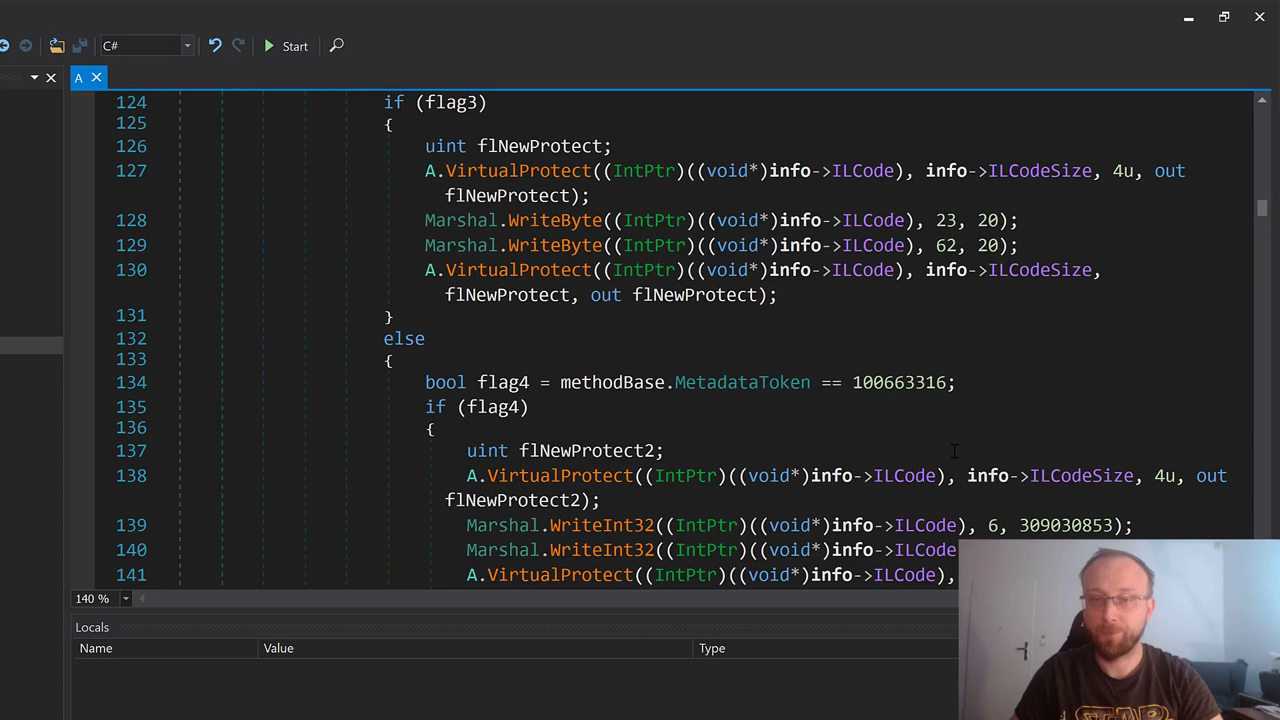 C#
Start
A
124 if (flag3)
125 {
126 uint flNewProtect;
127 A.VirtualProtect((IntPtr)((void*)info->ILCode), info->ILCodeSize, 4u, out
flNewProtect);
128 Marshal.WriteByte((IntPtr)((void*)info->ILCode), 23, 20);
129 Marshal.WriteByte((IntPtr)((void*)info->ILCode), 62, 20);
130 A.VirtualProtect((IntPtr)((void*)info->ILCode), info->ILCodeSize,
flNewProtect, out flNewProtect);
131 }
132 else
133 {
134 bool flag4 = methodBase.MetadataToken == 100663316;
135 if (flag4)
136 {
137 uint flNewProtect2;
138 A.VirtualProtect((IntPtr)((void*)info->ILCode), info->ILCodeSize, 4u, out
flNewProtect2);
139 Marshal.WriteInt32((IntPtr)((void*)info->ILCode), 6, 309030853);
140 Marshal.WriteInt32((IntPtr)((void*)info->ILCode
141 A.VirtualProtect((IntPtr)((void*)info->ILCode),
140 %
Locals
Name Value Type
STAR